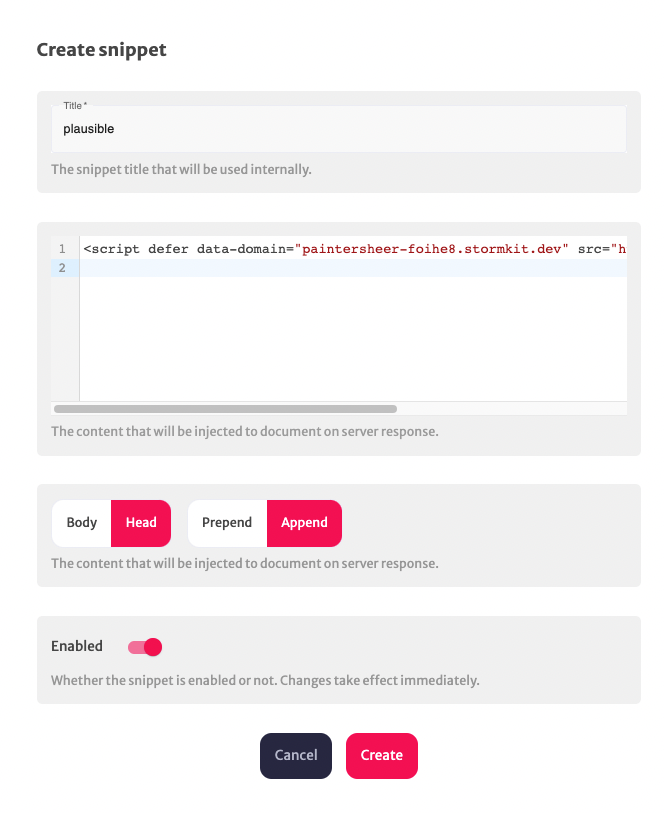 Create snippet
Title *
plausible
The snippet title that will be used internally.
1 <script defer data-domain="paintersheer-foihe8.stormkit.dev" src="h
2
The content that will be injected to document on server response.
Body Head Prepend Append
The content that will be injected to document on server response.
Enabled
Whether the snippet is enabled or not. Changes take effect immediately.
Cancel Create